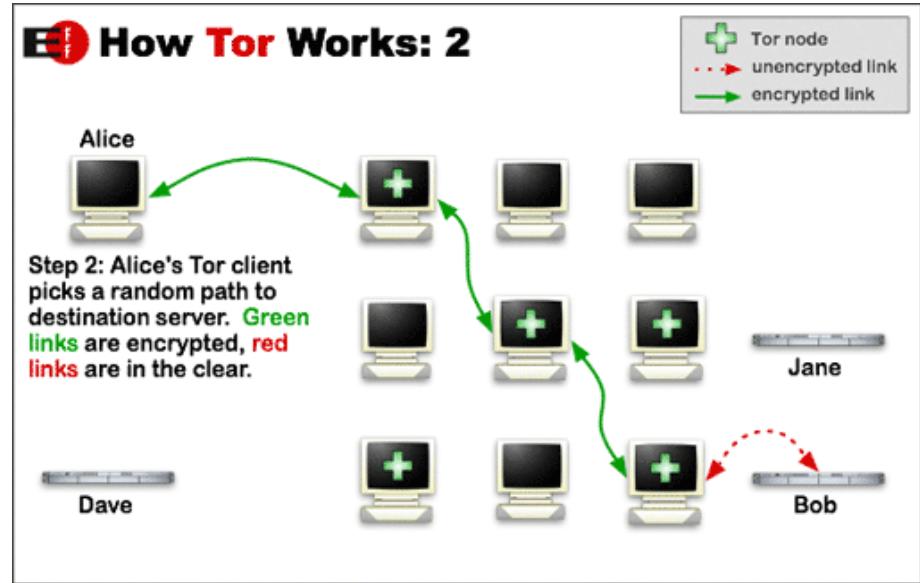 EFF How Tor Works: 2
Tor node
unencrypted link
encrypted link
Alice
Step 2: Alice's Tor client
picks a random path to
destination server. Green
links are encrypted, red
links are in the clear.
Jane
Dave
Bob